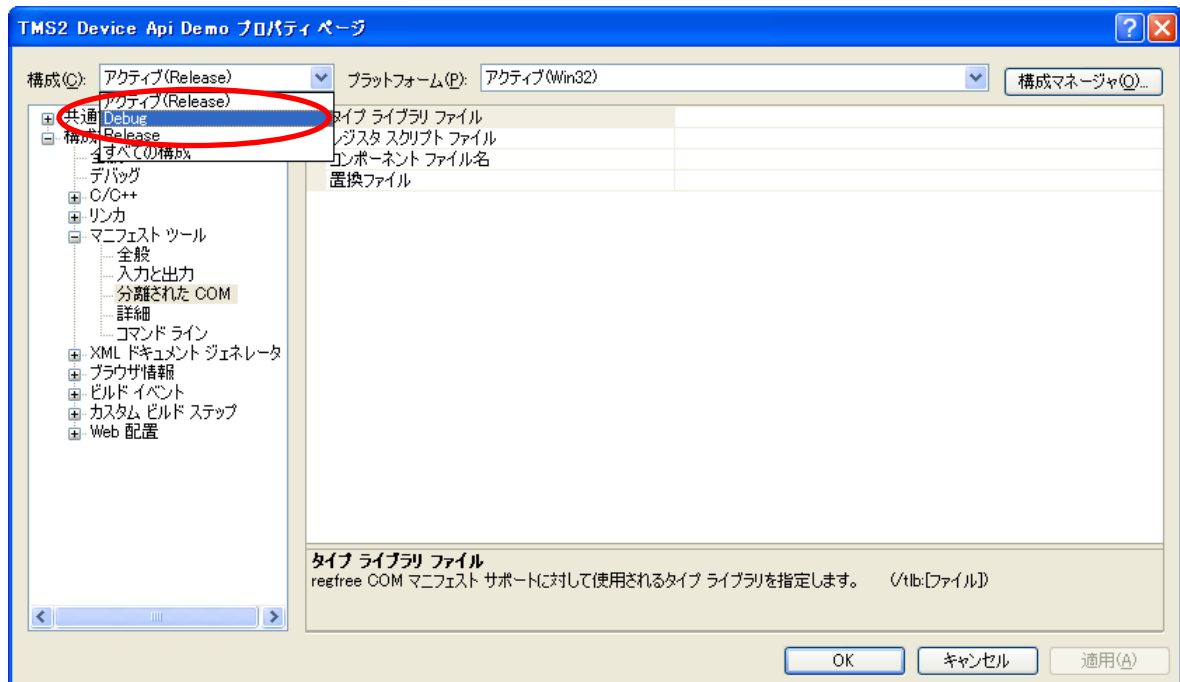 TMS2 Device Api Demo プロパティ ページ
構成(C): アクティブ(Release) プラットフォーム(P): アクティブ(Win32) 構成マネージャ(O)...
アクティブ(Release)
Debug
Release
すべての構成
共通
構成
デバッグ
C/C++
リンカ
マニフェスト ツール
全般
入力と出力
分離された COM
詳細
コマンド ライン
XML ドキュメント ジェネレータ
ブラウザ情報
ビルド イベント
カスタム ビルド ステップ
Web 配置
タイプ ライブラリ ファイル
レジスタ スクリプト ファイル
コンポーネント ファイル名
置換ファイル
タイプ ライブラリ ファイル
regfree COM マニフェスト サポートに対して使用されるタイプ ライブラリを指定します。 (/tlb:[ファイル])
OK キャンセル 適用(A)